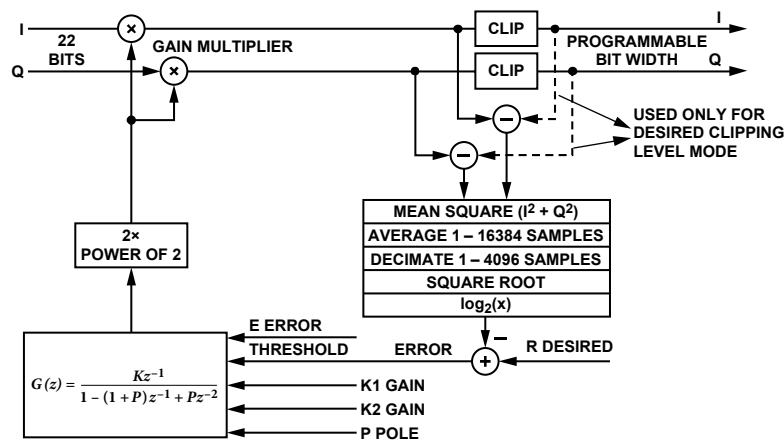 I
22
BITS
Q
GAIN MULTIPLIER
×
×
CLIP
CLIP
I
PROGRAMMABLE
BIT WIDTH
Q
−
−
USED ONLY FOR
DESIRED CLIPPING
LEVEL MODE
MEAN SQUARE (I² + Q²)
AVERAGE 1 – 16384 SAMPLES
DECIMATE 1 – 4096 SAMPLES
SQUARE ROOT
log₂(x)
2×
POWER OF 2
−
+
R DESIRED
E ERROR
THRESHOLD
ERROR
K1 GAIN
K2 GAIN
P POLE
G(z) = Kz⁻¹ / 1 − (1 + P)z⁻¹ + Pz⁻²